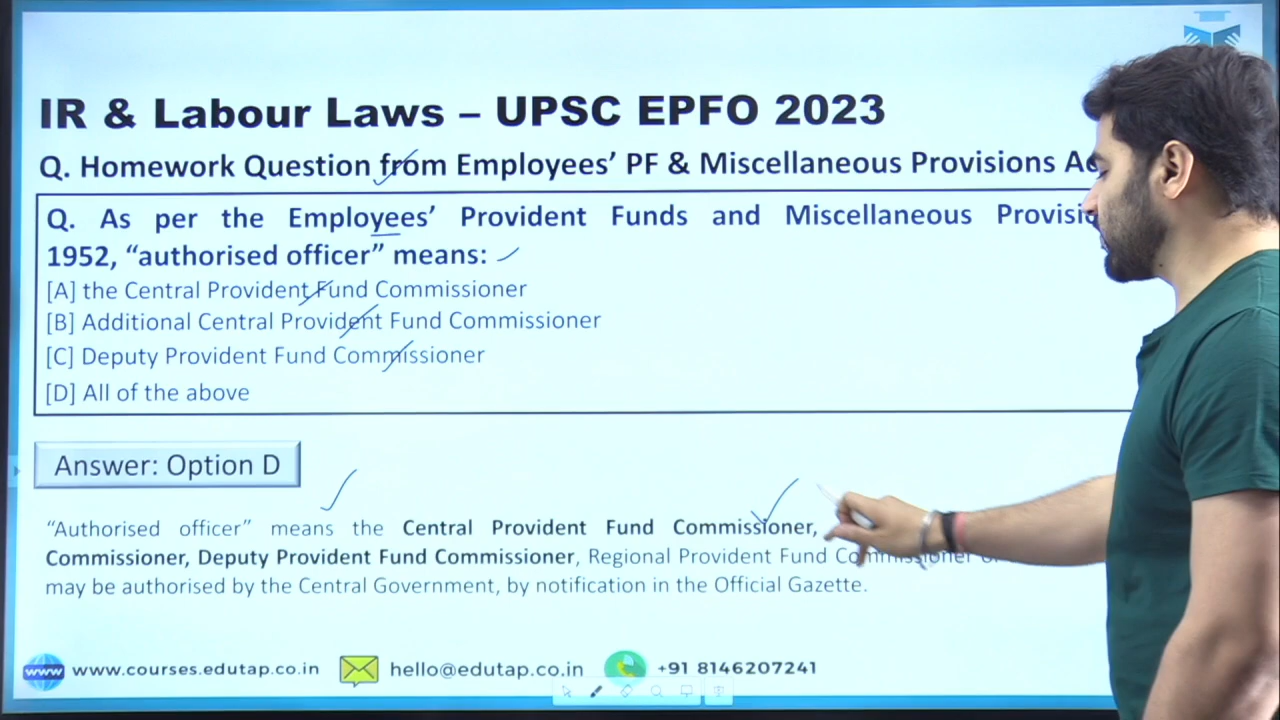 IR & Labour Laws – UPSC EPFO 2023
Q. Homework Question from Employees’ PF & Miscellaneous Provisions
Q. As per the Employees’ Provident Funds and Miscellaneous
1952, “authorised officer” means:
[A] the Central Provident Fund Commissioner
[B] Additional Central Provident Fund Commissioner
[C] Deputy Provident Fund Commissioner
[D] All of the above
Answer: Option D
“Authorised officer” means the Central Provident Fund Commissioner,
Commissioner, Deputy Provident Fund Commissioner, Regional Provident Fund Commissioner
may be authorised by the Central Government, by notification in the Official Gazette.
www www.courses.edutap.co.in hello@edutap.co.in +91 8146207241